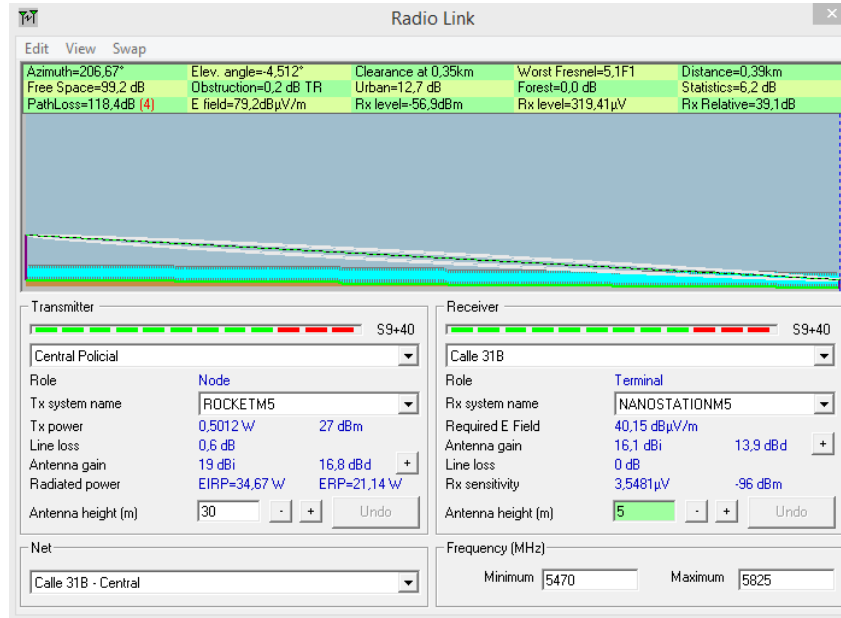 Radio Link
Edit View Swap
Azimuth=206,67° Elev. angle=-4,512° Clearance at 0,35km Worst Fresnel=5,1F1 Distance=0,39km
Free Space=99,2 dB Obstruction=0,2 dB TR Urban=12,7 dB Forest=0,0 dB Statistics=6,2 dB
PathLoss=118,4dB (4) E field=79,2dBµV/m Rx level=-56,9dBm Rx level=319,41µV Rx Relative=39,1dB
Transmitter
S9+40
Central Policial
Role Node
Tx system name ROCKETM5
Tx power 0,5012 W 27 dBm
Line loss 0,6 dB
Antenna gain 19 dBi 16,8 dBd +
Radiated power EIRP=34,67 W ERP=21,14 W
Antenna height (m) 30 - + Undo
Net
Calle 31B - Central
Receiver
S9+40
Calle 31B
Role Terminal
Rx system name NANOSTATIONM5
Required E Field 40,15 dBµV/m
Antenna gain 16,1 dBi 13,9 dBd +
Line loss 0 dB
Rx sensitivity 3,5481µV -96 dBm
Antenna height (m) 5 - + Undo
Frequency (MHz)
Minimum 5470 Maximum 5825